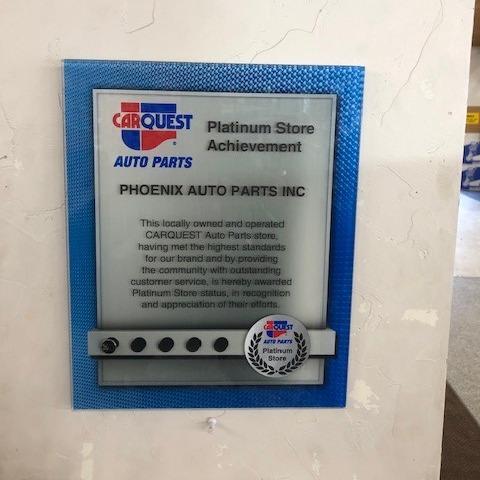 CARQUEST
AUTO PARTS
Platinum Store
Achievement
PHOENIX AUTO PARTS INC
This locally owned and operated
CARQUEST Auto Parts store,
having met the highest standards
for our brand and by providing
the community with outstanding
customer service, is hereby awarded
Platinum Store status, in recognition
and appreciation of their efforts.
CARQUEST
AUTO PARTS
Platinum
Store